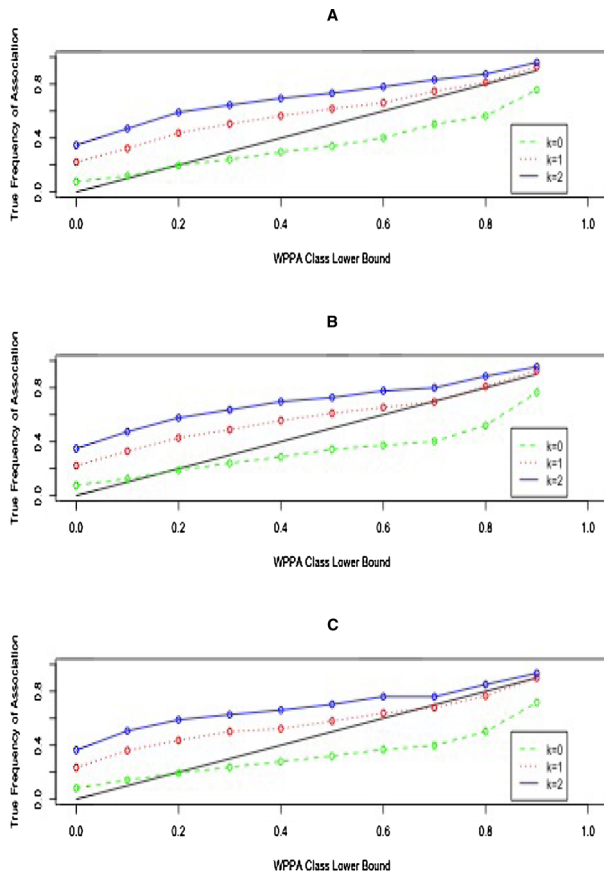 A
True Frequency of Association
0.8
0.4
0.0
k=0
k=1
k=2
0.0 0.2 0.4 0.6 0.8 1.0
WPPA Class Lower Bound
B
True Frequency of Association
0.8
0.4
0.0
k=0
k=1
k=2
0.0 0.2 0.4 0.6 0.8 1.0
WPPA Class Lower Bound
C
True Frequency of Association
0.8
0.4
0.0
k=0
k=1
k=2
0.0 0.2 0.4 0.6 0.8 1.0
WPPA Class Lower Bound